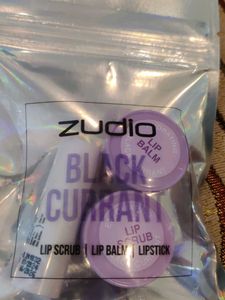 zudio
LIP
BALM
BLACK
CURRANT
LIP
SCRUB
LIP SCRUB | LIP BALM | LIPSTICK